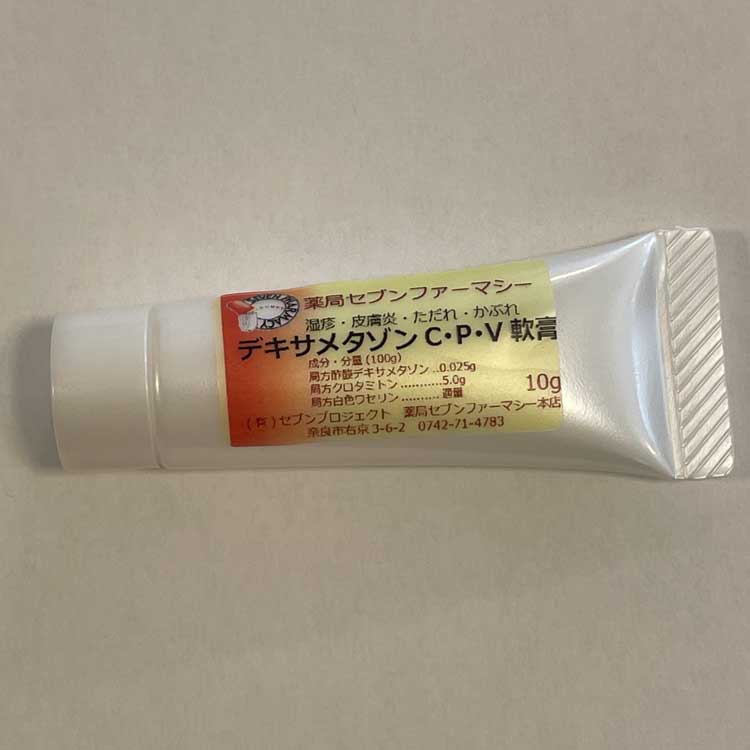 SEVEN PHARMACY
薬局セブンファーマシー
湿疹・皮膚炎・ただれ・かぶれ
デキサメタゾン C・P・V 軟膏
成分・分量 (100g)
局方酢酸デキサメタゾン ..0.025g
局方クロタミトン ...........5.0g
局方白色ワセリン .......... 適量
10g
(有) セブンプロジェクト 薬局セブンファーマシー本店
奈良市右京 3-6-2 0742-71-4783